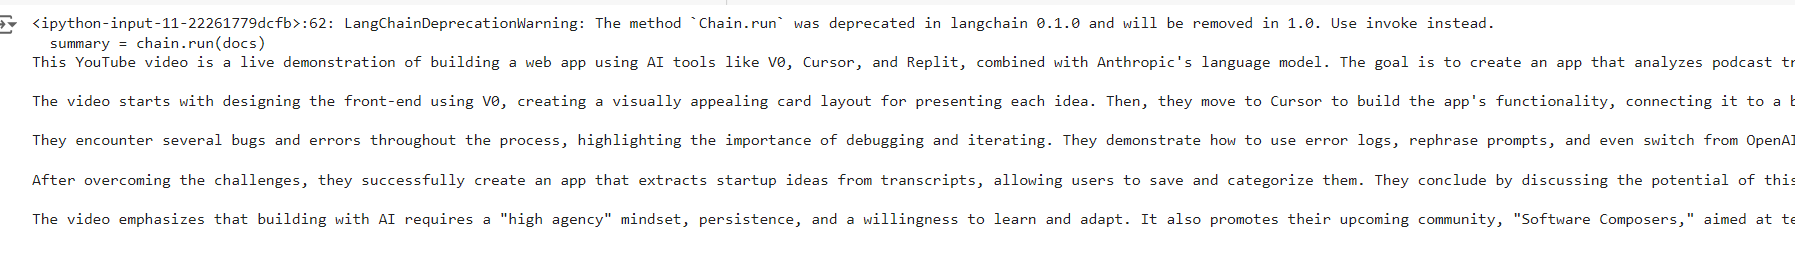 <ipython-input-11-22261779dcfb>:62: LangChainDeprecationWarning: The method `Chain.run` was deprecated in langchain 0.1.0 and will be removed in 1.0. Use invoke instead.
  summary = chain.run(docs)
This YouTube video is a live demonstration of building a web app using AI tools like V0, Cursor, and Replit, combined with Anthropic's language model. The goal is to create an app that analyzes podcast
The video starts with designing the front-end using V0, creating a visually appealing card layout for presenting each idea. Then, they move to Cursor to build the app's functionality, connecting it to a
They encounter several bugs and errors throughout the process, highlighting the importance of debugging and iterating. They demonstrate how to use error logs, rephrase prompts, and even switch from OpenAI
After overcoming the challenges, they successfully create an app that extracts startup ideas from transcripts, allowing users to save and categorize them. They conclude by discussing the potential of this
The video emphasizes that building with AI requires a "high agency" mindset, persistence, and a willingness to learn and adapt. It also promotes their upcoming community, "Software Composers," aimed at